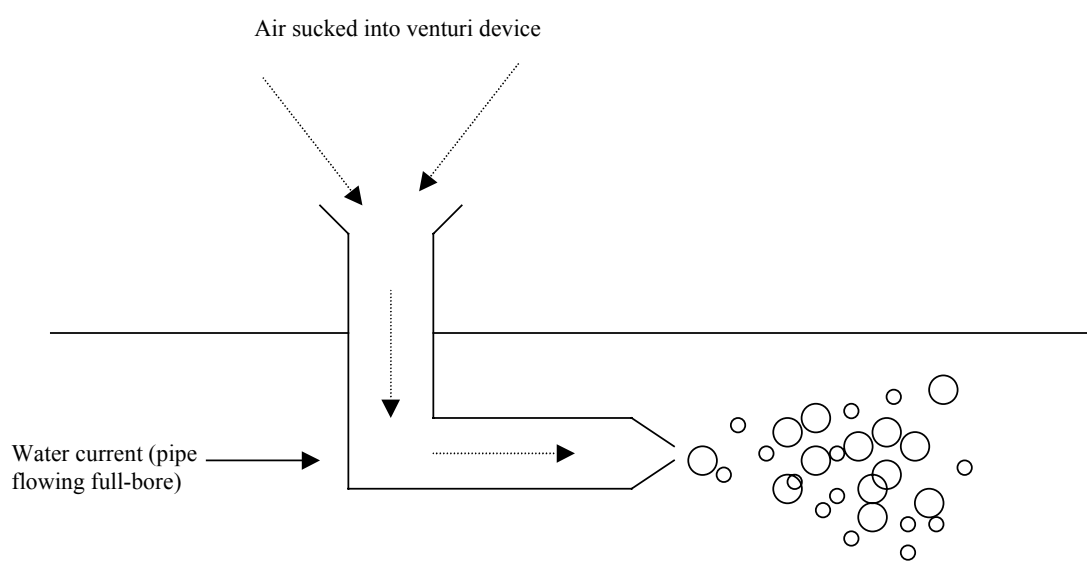 Air sucked into venturi device
Water current (pipe
flowing full-bore)